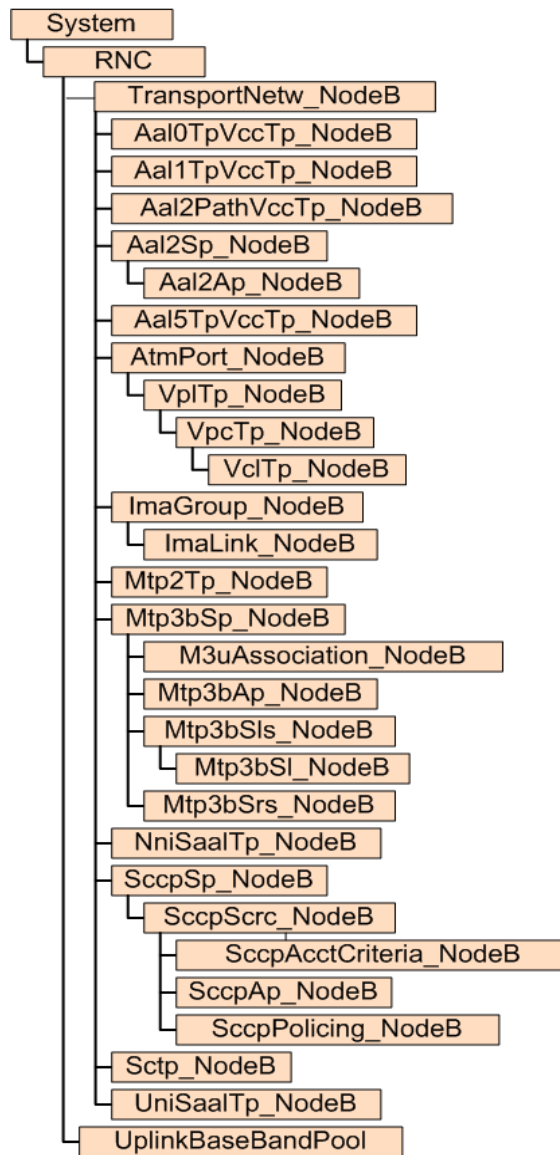 System
RNC
TransportNetw_NodeB
Aal0TpVccTp_NodeB
Aal1TpVccTp_NodeB
Aal2PathVccTp_NodeB
Aal2Sp_NodeB
Aal2Ap_NodeB
Aal5TpVccTp_NodeB
AtmPort_NodeB
VplTp_NodeB
VpcTp_NodeB
VclTp_NodeB
ImaGroup_NodeB
ImaLink_NodeB
Mtp2Tp_NodeB
Mtp3bSp_NodeB
M3uAssociation_NodeB
Mtp3bAp_NodeB
Mtp3bSls_NodeB
Mtp3bSl_NodeB
Mtp3bSrs_NodeB
NniSaalTp_NodeB
SccpSp_NodeB
SccpScrc_NodeB
SccpAcctCriteria_NodeB
SccpAp_NodeB
SccpPolicing_NodeB
Sctp_NodeB
UniSaalTp_NodeB
UplinkBaseBandPool